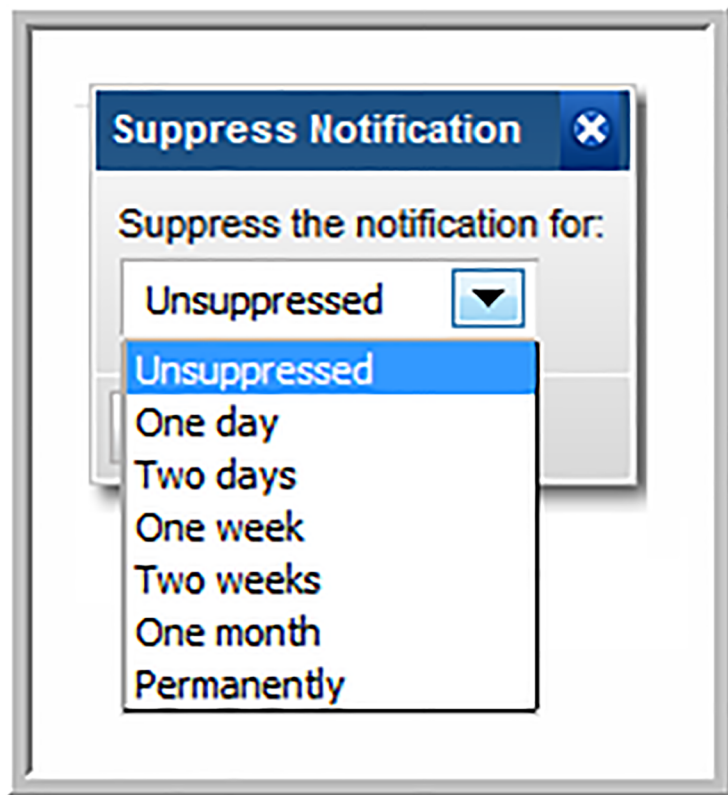 Suppress Notification
Suppress the notification for:
Unsuppressed
Unsuppressed
One day
Two days
One week
Two weeks
One month
Permanently